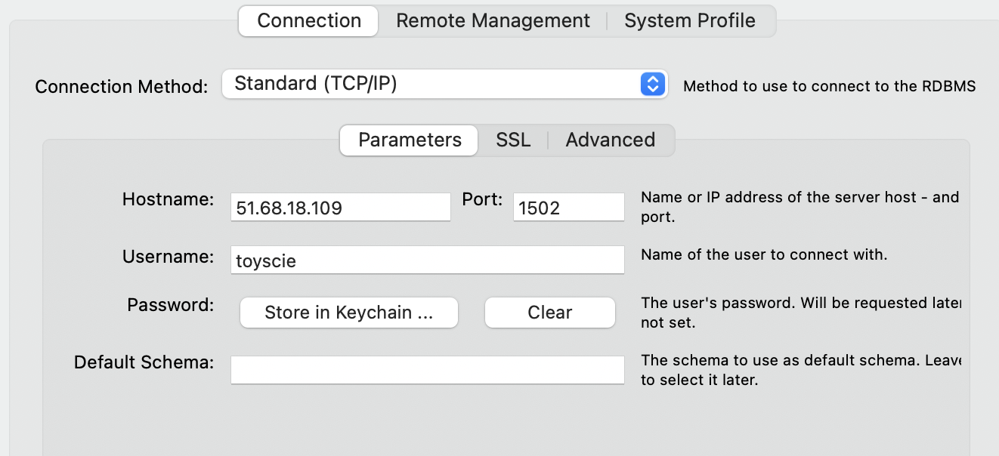 Connection Remote Management System Profile
Connection Method: Standard (TCP/IP) Method to use to connect to the RDBMS
Parameters SSL Advanced
Hostname: 51.68.18.109 Port: 1502 Name or IP address of the server host - and
port.
Username: toyscie Name of the user to connect with.
Password: Store in Keychain ... Clear The user's password. Will be requested later
not set.
Default Schema: The schema to use as default schema. Leave
to select it later.